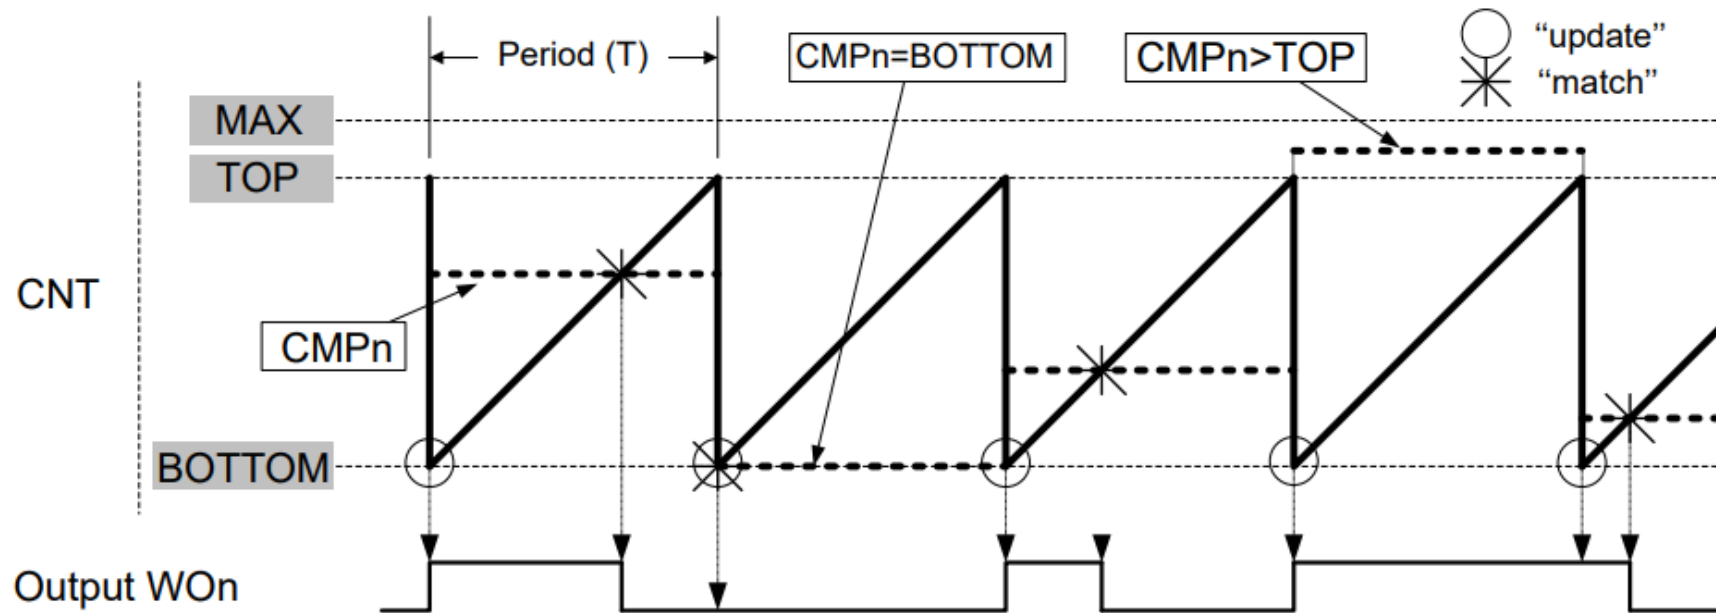 Period (T)
CMPn=BOTTOM
CMPn>TOP
“update”
“match”
MAX
TOP
CNT
CMPn
BOTTOM
Output WOn